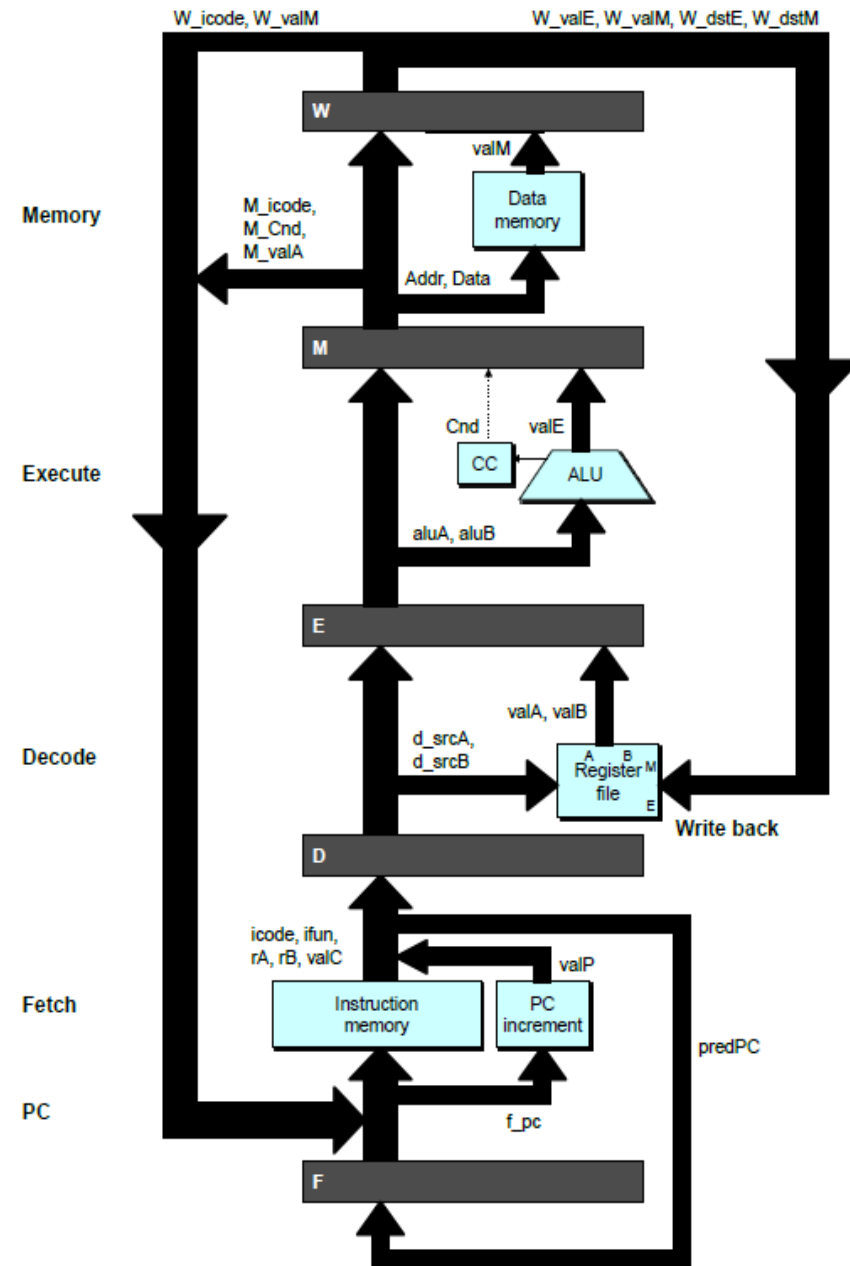 W_icode, W_valM
W_valE, W_valM, W_dstE, W_dstM
W
valM
Memory
Data
memory
M_icode,
M_Cnd,
M_valA
Addr, Data
M
Cnd
valE
Execute
CC
ALU
aluA, aluB
E
valA, valB
Decode
d_srcA,
d_srcB
A B
Register M
file
E
Write back
D
icode, ifun,
rA, rB, valC
valP
Fetch
Instruction
memory
PC
increment
predPC
PC
f_pc
F